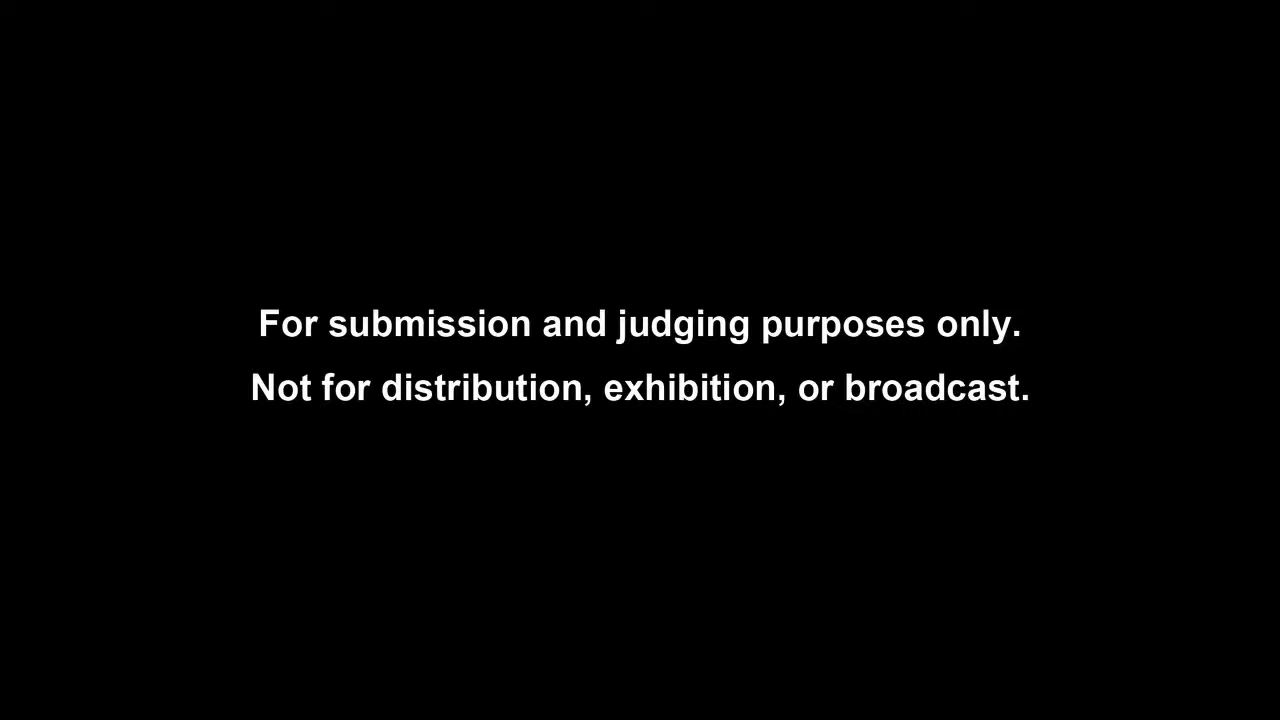 For submission and judging purposes only.
Not for distribution, exhibition, or broadcast.